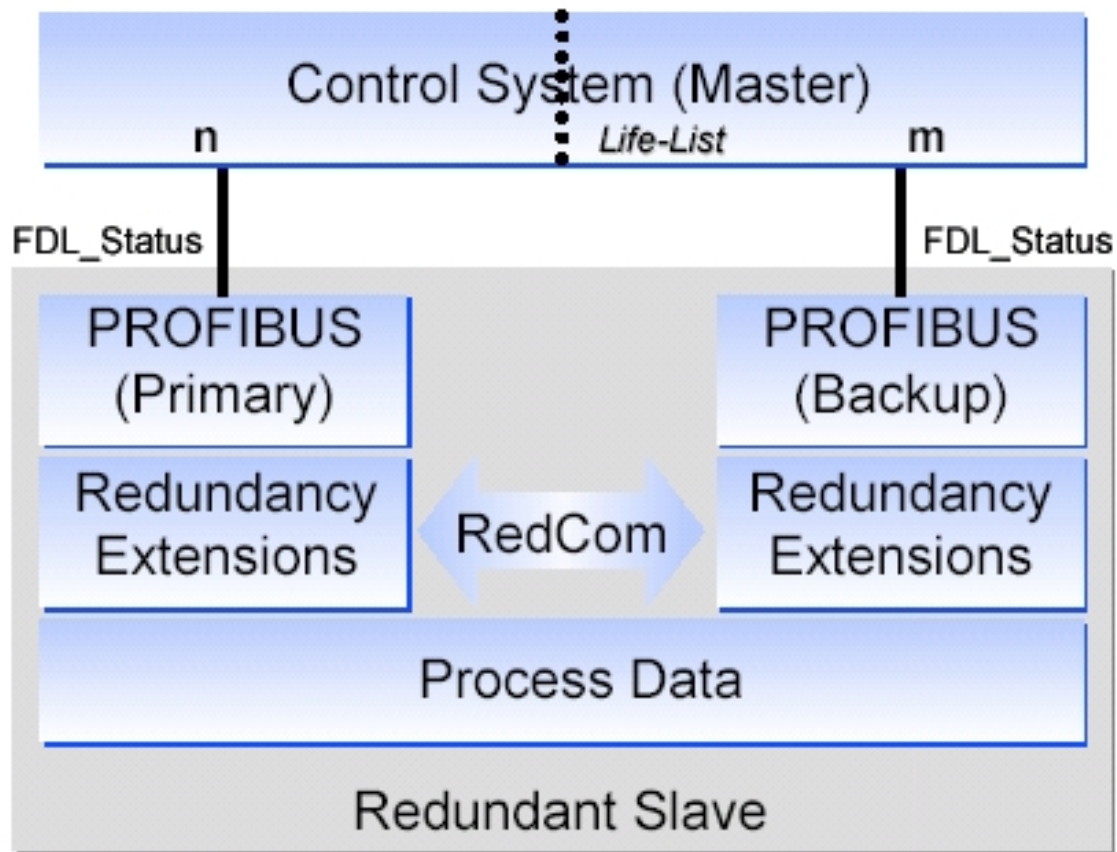 Control System (Master)
n
Life-List
m
FDL_Status
FDL_Status
PROFIBUS
(Primary)
PROFIBUS
(Backup)
Redundancy
Extensions
RedCom
Redundancy
Extensions
Process Data
Redundant Slave